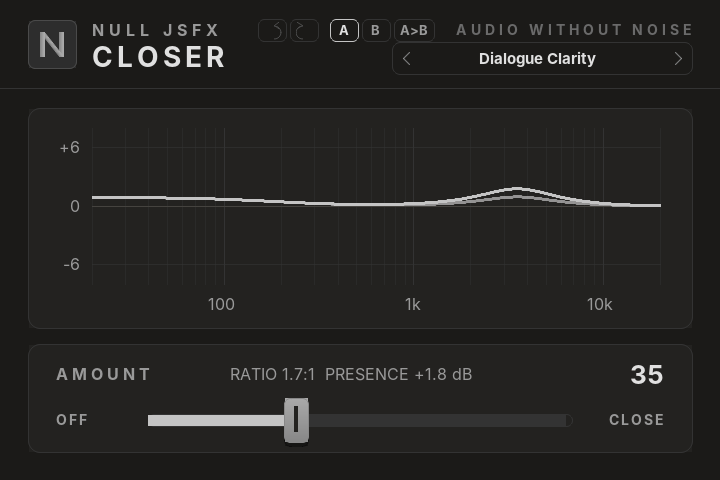 N
NULL JSFX
CLOSER
A B A>B
AUDIO WITHOUT NOISE
Dialogue Clarity
+6
0
-6
100 1k 10k
AMOUNT RATIO 1.7:1 PRESENCE +1.8 dB 35
OFF CLOSE